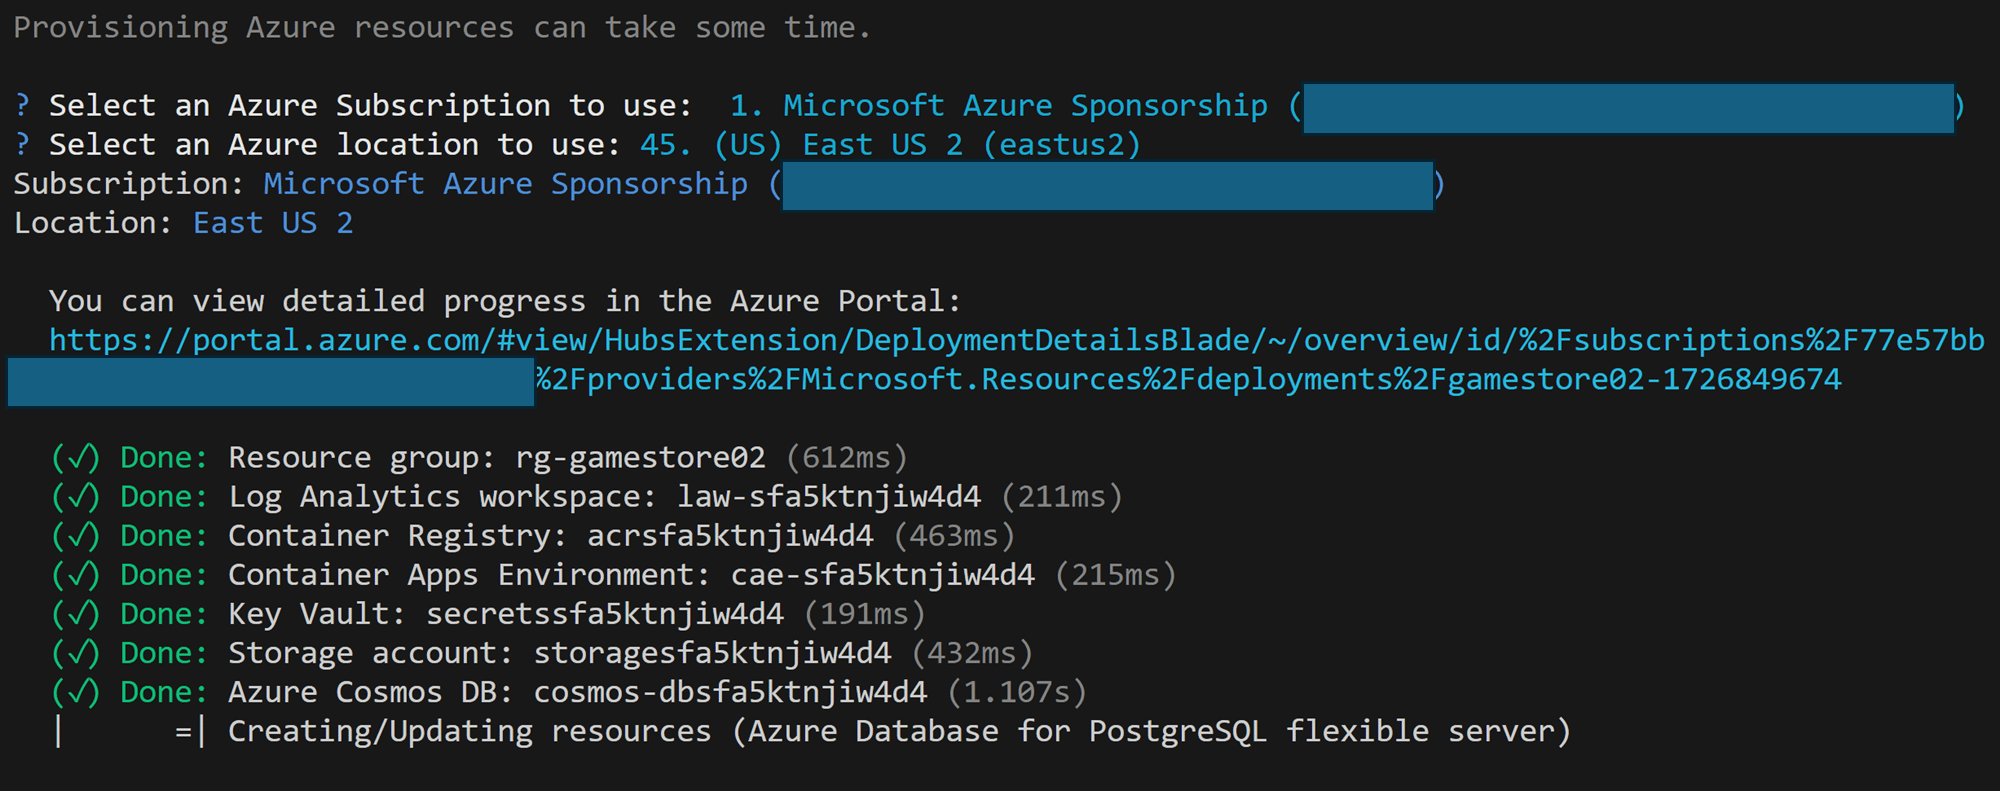 Provisioning Azure resources can take some time.
? Select an Azure Subscription to use:  1. Microsoft Azure Sponsorship ( )
? Select an Azure location to use: 45. (US) East US 2 (eastus2)
Subscription: Microsoft Azure Sponsorship ( )
Location: East US 2
You can view detailed progress in the Azure Portal:
https://portal.azure.com/#view/HubsExtension/DeploymentDetailsBlade/~/overview/id/%2Fsubscriptions%2F77e57bb
%2Fproviders%2FMicrosoft.Resources%2Fdeployments%2Fgamestore02-1726849674
(✓) Done: Resource group: rg-gamestore02 (612ms)
(✓) Done: Log Analytics workspace: law-sfa5ktnjiw4d4 (211ms)
(✓) Done: Container Registry: acrsfa5ktnjiw4d4 (463ms)
(✓) Done: Container Apps Environment: cae-sfa5ktnjiw4d4 (215ms)
(✓) Done: Key Vault: secretssfa5ktnjiw4d4 (191ms)
(✓) Done: Storage account: storagesfa5ktnjiw4d4 (432ms)
(✓) Done: Azure Cosmos DB: cosmos-dbsfa5ktnjiw4d4 (1.107s)
|      =| Creating/Updating resources (Azure Database for PostgreSQL flexible server)